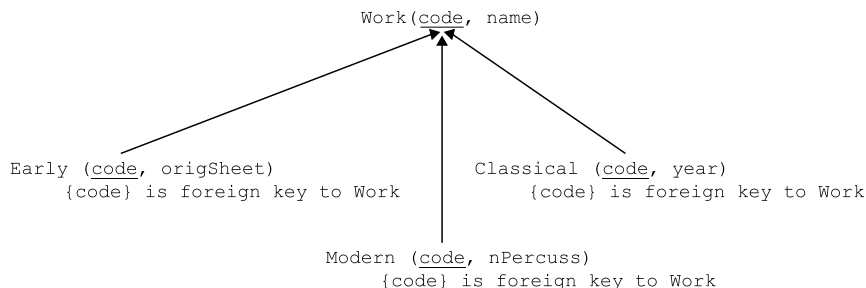 Work(code, name)
Early (code, origSheet)
{code} is foreign key to Work
Classical (code, year)
{code} is foreign key to Work
Modern (code, nPercuss)
{code} is foreign key to Work